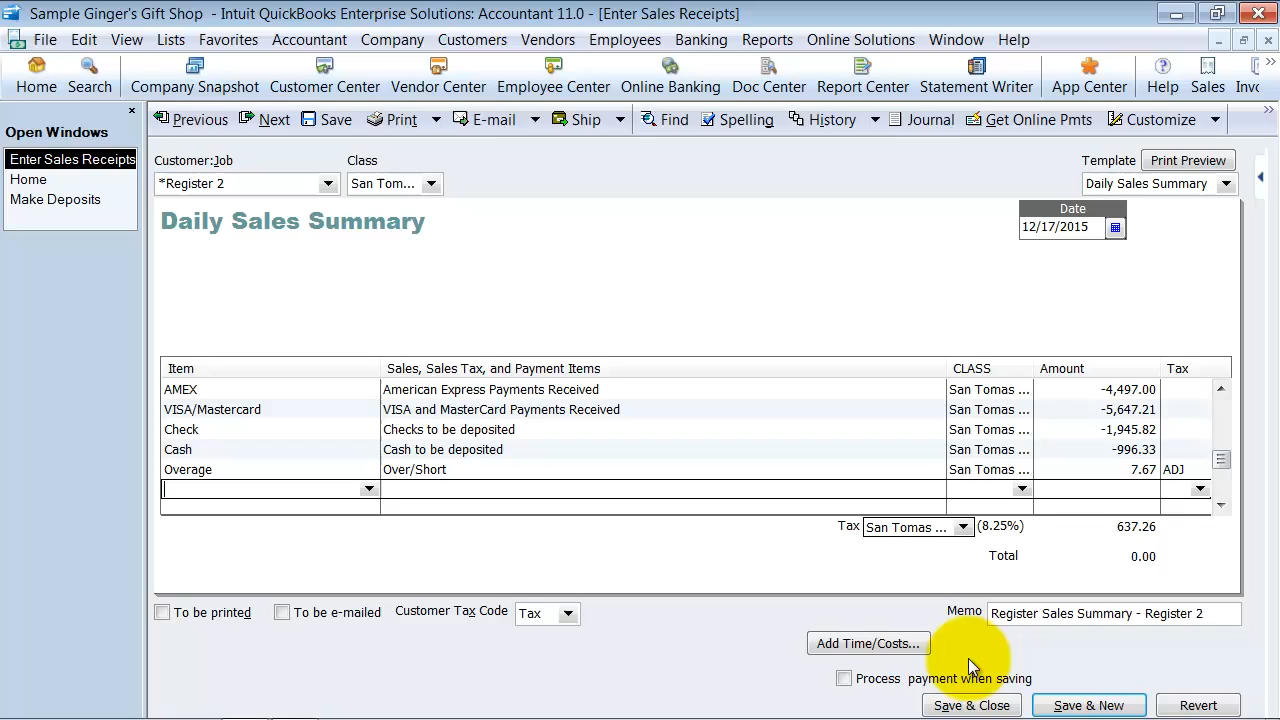 Sample Ginger's Gift Shop - Intuit QuickBooks Enterprise Solutions: Accountant 11.0 - [Enter Sales Receipts]
File Edit View Lists Favorites Accountant Company Customers Vendors Employees Banking Reports Online Solutions Window Help
Home Search Company Snapshot Customer Center Vendor Center Employee Center Online Banking Doc Center Report Center Statement Writer App Center Help Sales Invc
Open Windows
Enter Sales Receipts
Home
Make Deposits
Previous Next Save Print E-mail Ship Find Spelling History Journal Get Online Pmts Customize
Customer:Job Class Template Print Preview
*Register 2 San Tom... Daily Sales Summary
Daily Sales Summary
Date
12/17/2015
Item Sales, Sales Tax, and Payment Items CLASS Amount Tax
AMEX American Express Payments Received San Tomas ... -4,497.00
VISA/Mastercard VISA and MasterCard Payments Received San Tomas ... -5,647.21
Check Checks to be deposited San Tomas ... -1,945.82
Cash Cash to be deposited San Tomas ... -996.33
Overage Over/Short San Tomas ... 7.67 ADJ
Tax San Tomas ... (8.25%) 637.26
Total 0.00
To be printed To be e-mailed Customer Tax Code Tax Memo Register Sales Summary - Register 2
Add Time/Costs...
Process payment when saving
Save & Close Save & New Revert